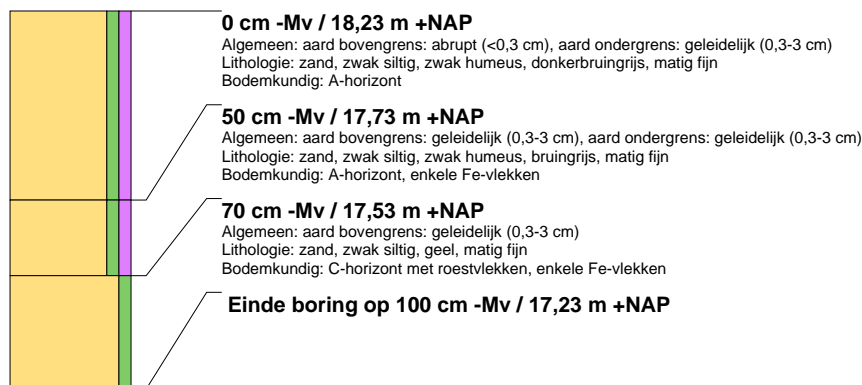 0 cm -Mv / 18,23 m +NAP
Algemeen: aard bovengrens: abrupt (<0,3 cm), aard ondergrens: geleidelijk (0,3-3 cm)
Lithologie: zand, zwak siltig, zwak humeus, donkerbruingrijs, matig fijn
Bodemkundig: A-horizont
50 cm -Mv / 17,73 m +NAP
Algemeen: aard bovengrens: geleidelijk (0,3-3 cm), aard ondergrens: geleidelijk (0,3-3 cm)
Lithologie: zand, zwak siltig, zwak humeus, bruingrijs, matig fijn
Bodemkundig: A-horizont, enkele Fe-vlekken
70 cm -Mv / 17,53 m +NAP
Algemeen: aard bovengrens: geleidelijk (0,3-3 cm)
Lithologie: zand, zwak siltig, geel, matig fijn
Bodemkundig: C-horizont met roestvlekken, enkele Fe-vlekken
Einde boring op 100 cm -Mv / 17,23 m +NAP